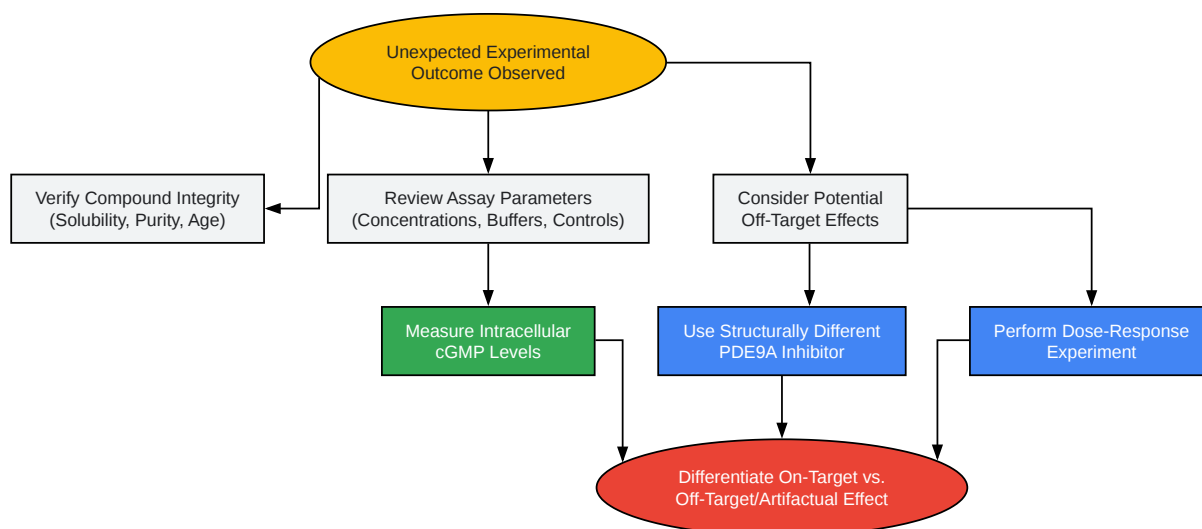 Unexpected Experimental
Outcome Observed
Verify Compound Integrity
(Solubility, Purity, Age)
Review Assay Parameters
(Concentrations, Buffers, Controls)
Consider Potential
Off-Target Effects
Measure Intracellular
cGMP Levels
Use Structurally Different
PDE9A Inhibitor
Perform Dose-Response
Experiment
Differentiate On-Target vs.
Off-Target/Artifactual Effect